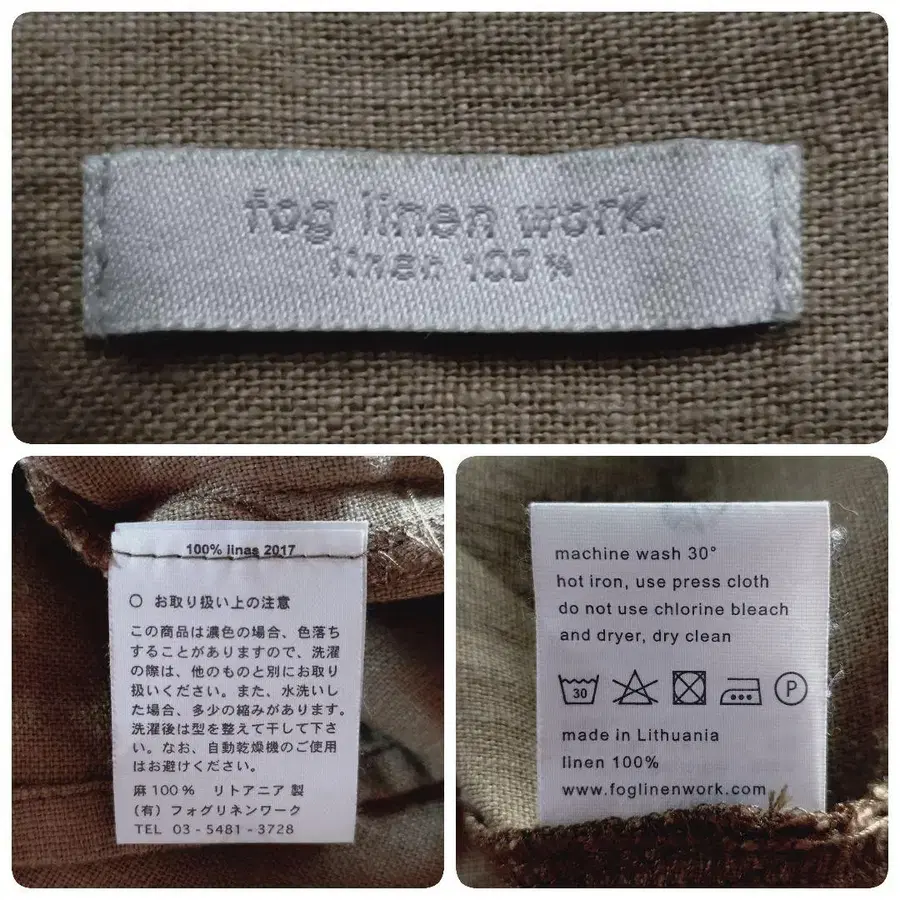 fog linen work.
linen 100%
100% linas 2017
○ お取り扱い上の注意
この商品は濃色の場合、色落ち
することがありますので、洗濯
の際は、他のものと別にお取り
扱いください。また、水洗いし
た場合、多少の縮みがあります。
洗濯後は型を整えて干して下さ
い。なお、自動乾燥機のご使用
はお避けください。
麻100% リトアニア製
(有) フォグリネンワーク
TEL 03-5481-3728
machine wash 30°
hot iron, use press cloth
do not use chlorine bleach
and dryer, dry clean
30 P
made in Lithuania
linen 100%
www.foglinenwork.com